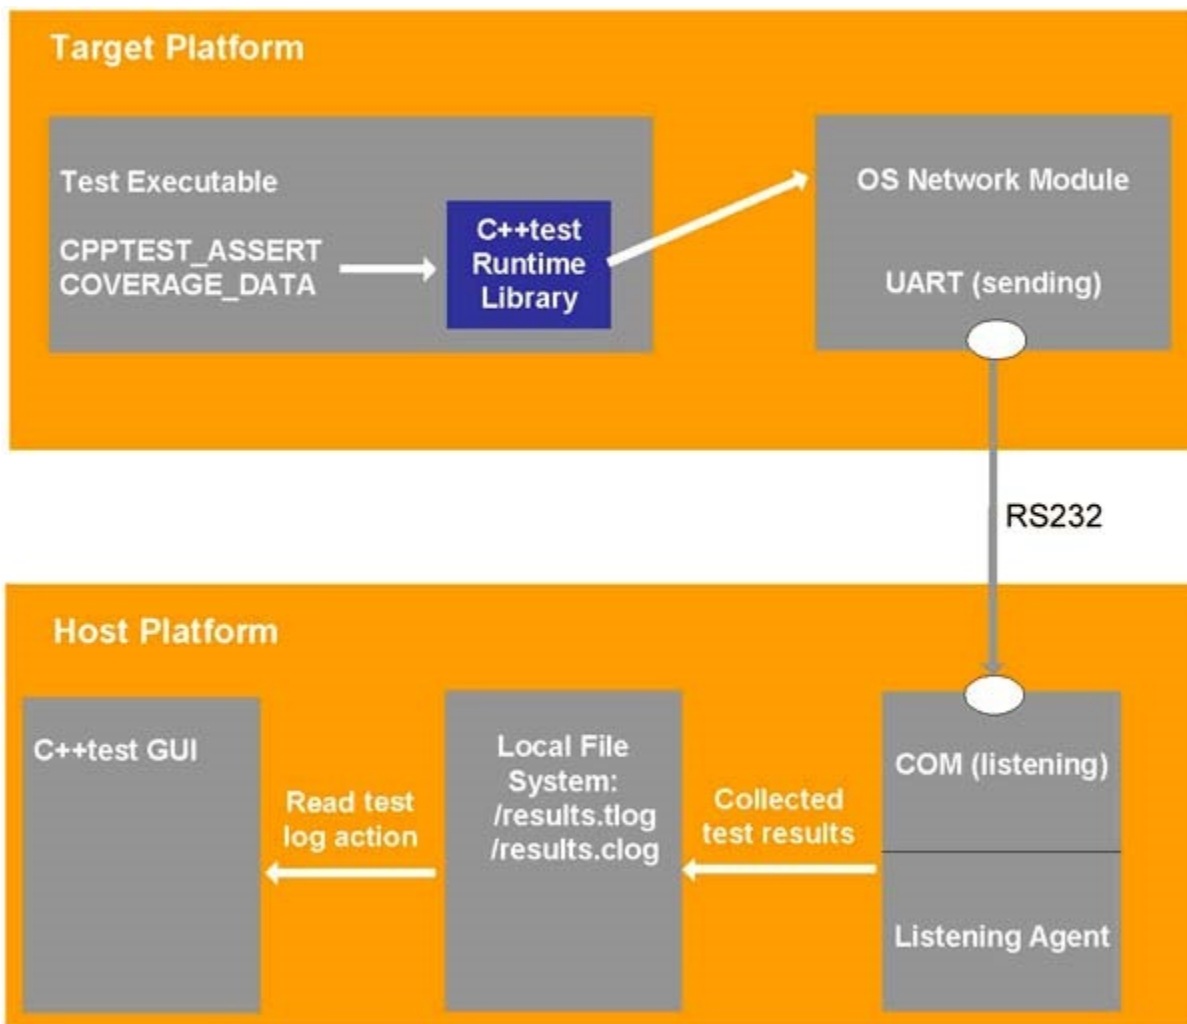 Target Platform
Test Executable
CPPTEST_ASSERT
COVERAGE_DATA
C++test
Runtime
Library
OS Network Module
UART (sending)
RS232
Host Platform
C++test GUI
Read test
log action
Local File
System:
/results.tlog
/results.clog
Collected
test results
COM (listening)
Listening Agent